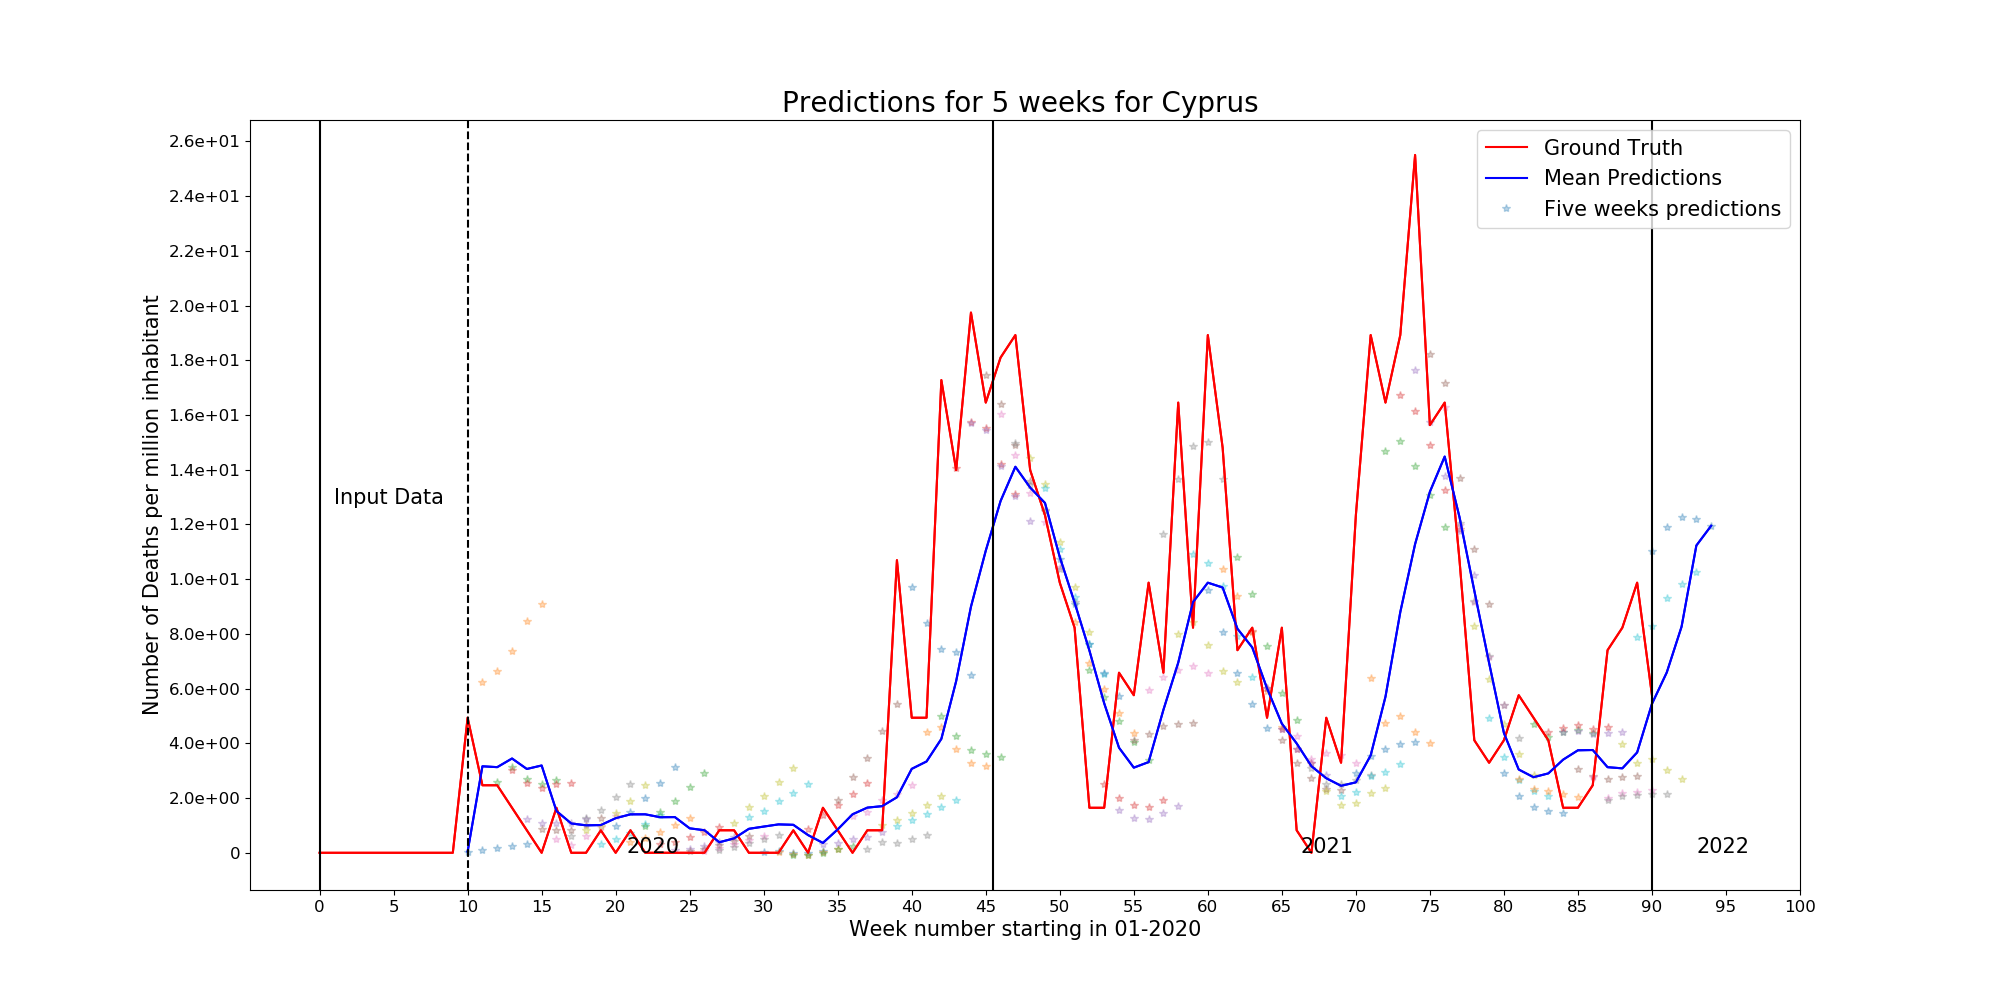 Predictions for 5 weeks for Cyprus
Number of Deaths per million inhabitant
2.6e+01
2.4e+01
2.2e+01
2.0e+01
1.8e+01
1.6e+01
1.4e+01
1.2e+01
1.0e+01
8.0e+00
6.0e+00
4.0e+00
2.0e+00
0
Ground Truth
Mean Predictions
Five weeks predictions
Input Data
2020
2021
2022
0 5 10 15 20 25 30 35 40 45 50 55 60 65 70 75 80 85 90 95 100
Week number starting in 01-2020